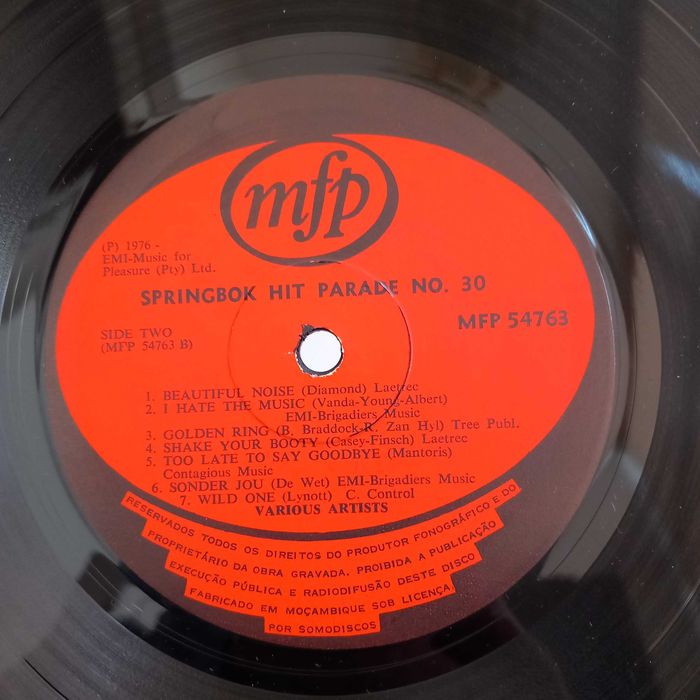 mfp
(P) 1976 -
EMI-Music for
Pleasure (Pty) Ltd.
SPRINGBOK HIT PARADE NO. 30
MFP 54763
SIDE TWO
(MFP 54763 B)
1. BEAUTIFUL NOISE (Diamond) Laetrec
2. I HATE THE MUSIC (Vanda-Young-Albert)
EMI-Brigadiers Music
3. GOLDEN RING (B. Braddock-R. Zan Hyl) Tree Publ.
4. SHAKE YOUR BOOTY (Casey-Finsch) Laetrec
5. TOO LATE TO SAY GOODBYE (Mantoris)
Contagious Music
6. SONDER JOU (De Wet) EMI-Brigadiers Music
7. WILD ONE (Lynott) C. Control
VARIOUS ARTISTS
RESERVADOS TODOS OS DIREITOS DO PRODUTOR FONOGRÁFICO E DO
PROPRIETÁRIO DA OBRA GRAVADA. PROIBIDA A PUBLICAÇÃO
EXECUÇÃO PÚBLICA E RADIODIFUSÃO DESTE DISCO
FABRICADO EM MOÇAMBIQUE SOB LICENÇA.
POR SOMODISCOS